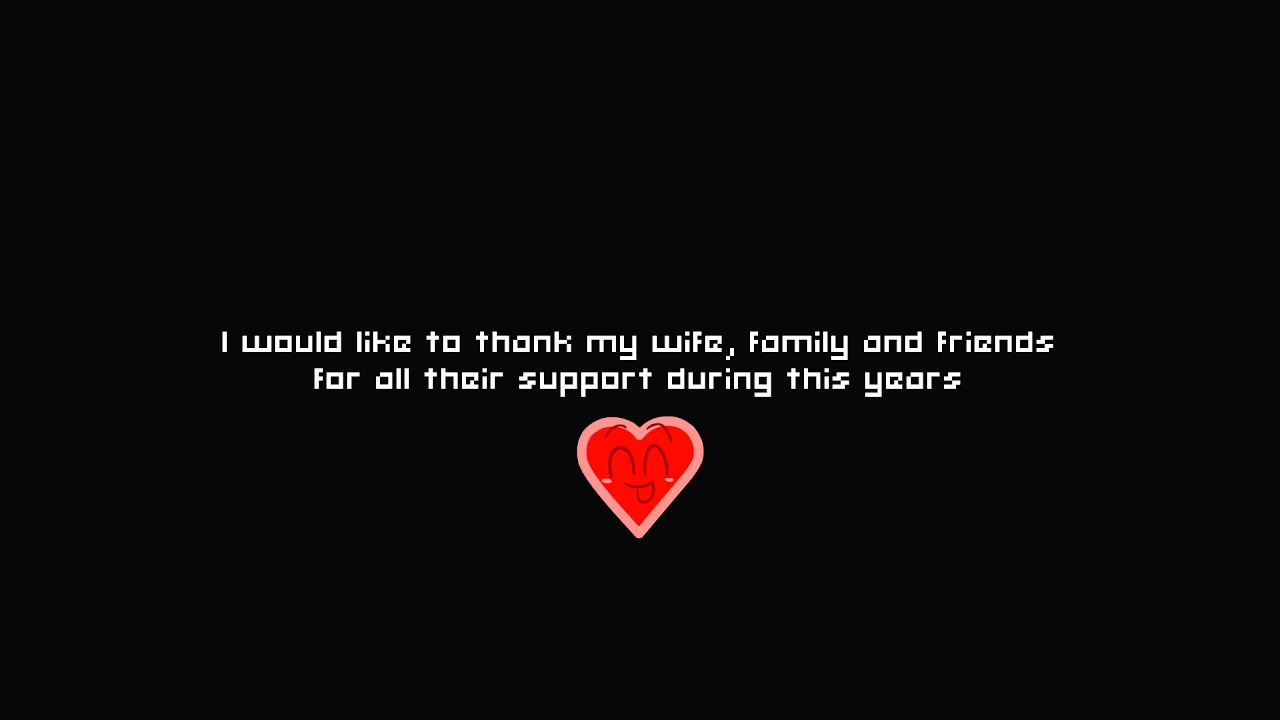 I would like to thank my wife, family and friends
for all their support during this years